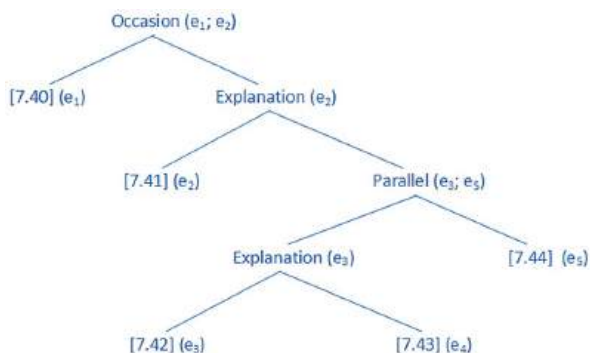 Occasion (e₁; e₂)
[7.40] (e₁) Explanation (e₂)
[7.41] (e₂) Parallel (e₃; e₅)
Explanation (e₃) [7.44] (e₅)
[7.42] (e₃) [7.43] (e₄)